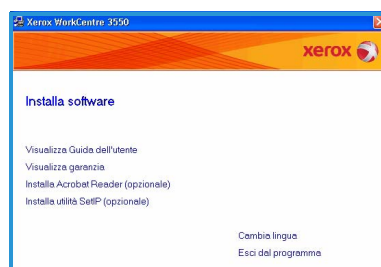 Xerox WorkCentre 3550
xerox
Installa software
Visualizza Guida dell'utente
Visualizza garanzia
Installa Acrobat Reader (opzionale)
Installa utilità SetIP (opzionale)
Cambia lingua
Esci dal programma